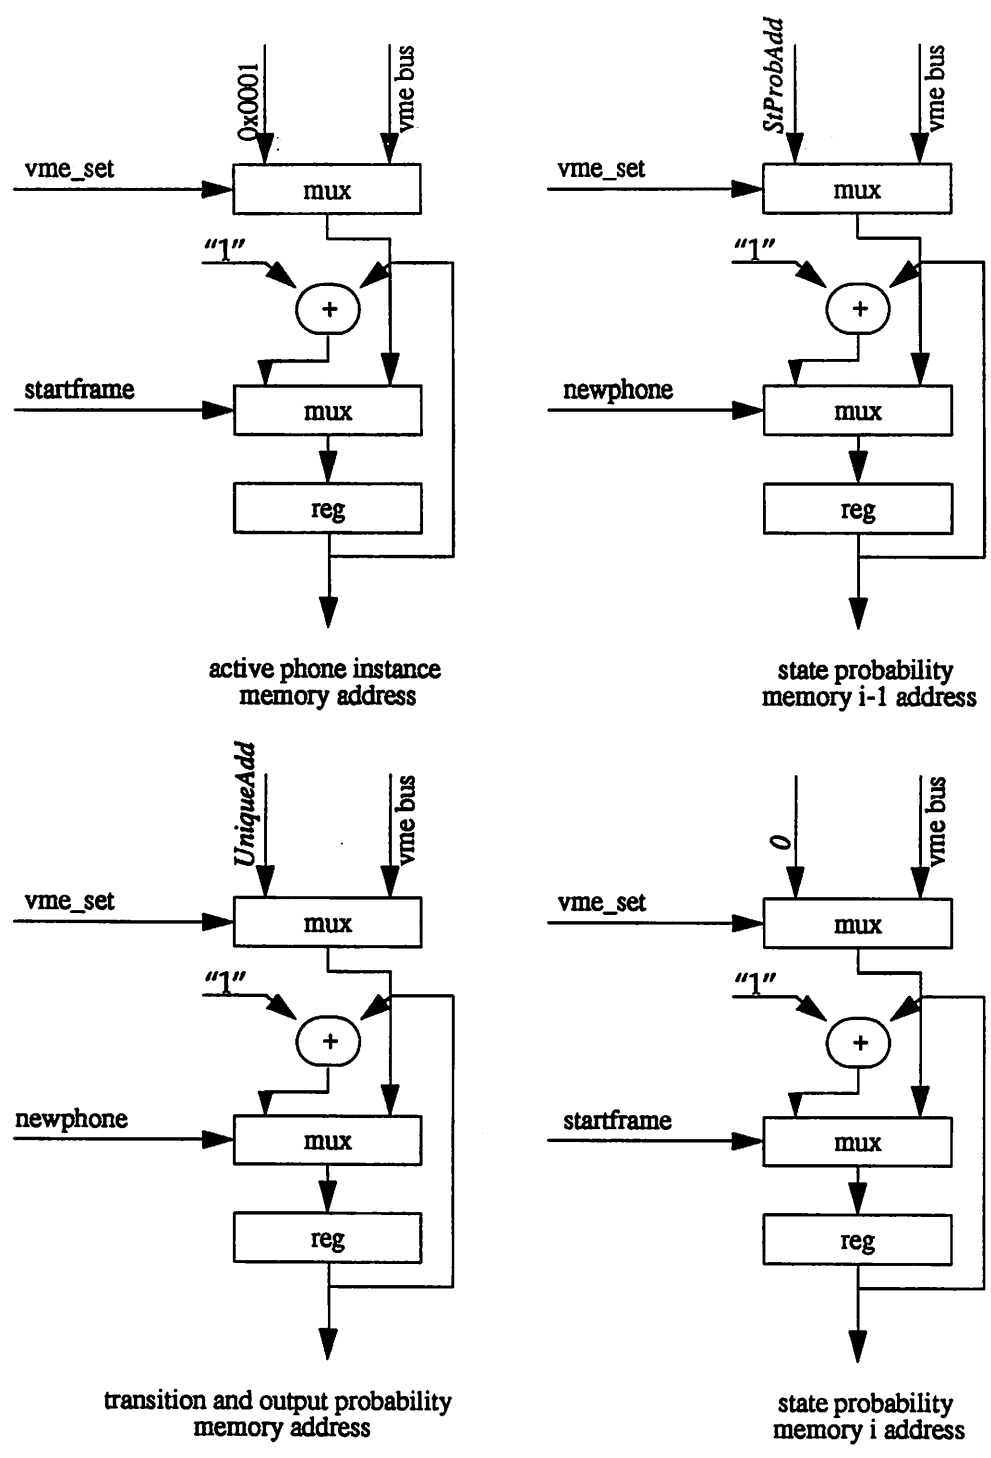 0x0001
vme bus
vme_set
mux
“1”
+
startframe
mux
reg
active phone instance
memory address
StProbAdd
vme bus
vme_set
mux
“1”
+
newphone
mux
reg
state probability
memory i-1 address
UniqueAdd
vme bus
vme_set
mux
“1”
+
newphone
mux
reg
transition and output probability
memory address
0
vme bus
vme_set
mux
“1”
+
startframe
mux
reg
state probability
memory i address